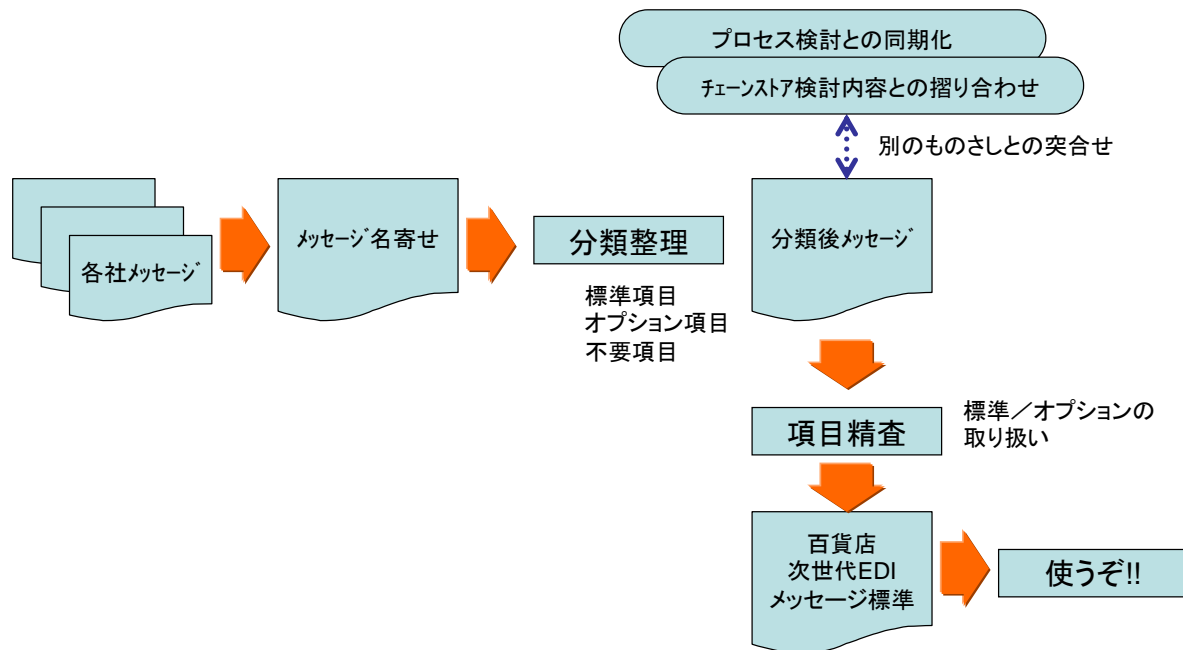 プロセス検討との同期化
ﾁｪｰﾝｽﾄｱ検討内容との摺り合わせ
別のものさしとの突合せ
各社ﾒｯｾｰｼﾞ
ﾒｯｾｰｼﾞ名寄せ
分類整理
標準項目
オプション項目
不要項目
分類後ﾒｯｾｰｼﾞ
項目精査
標準／オプションの
取り扱い
百貨店
次世代EDI
メッセージ標準
使うぞ!!